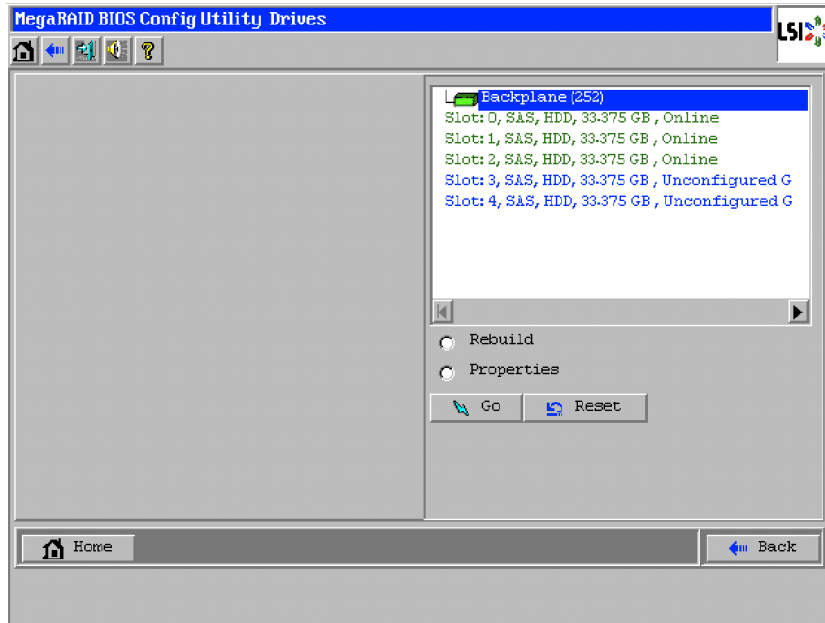 MegaRAID BIOS Config Utility Drives
LSI
Backplane (252)
Slot: 0, SAS, HDD, 33.375 GB , Online
Slot: 1, SAS, HDD, 33.375 GB , Online
Slot: 2, SAS, HDD, 33.375 GB , Online
Slot: 3, SAS, HDD, 33.375 GB , Unconfigured G
Slot: 4, SAS, HDD, 33.375 GB , Unconfigured G
Rebuild
Properties
Go
Reset
Home
Back